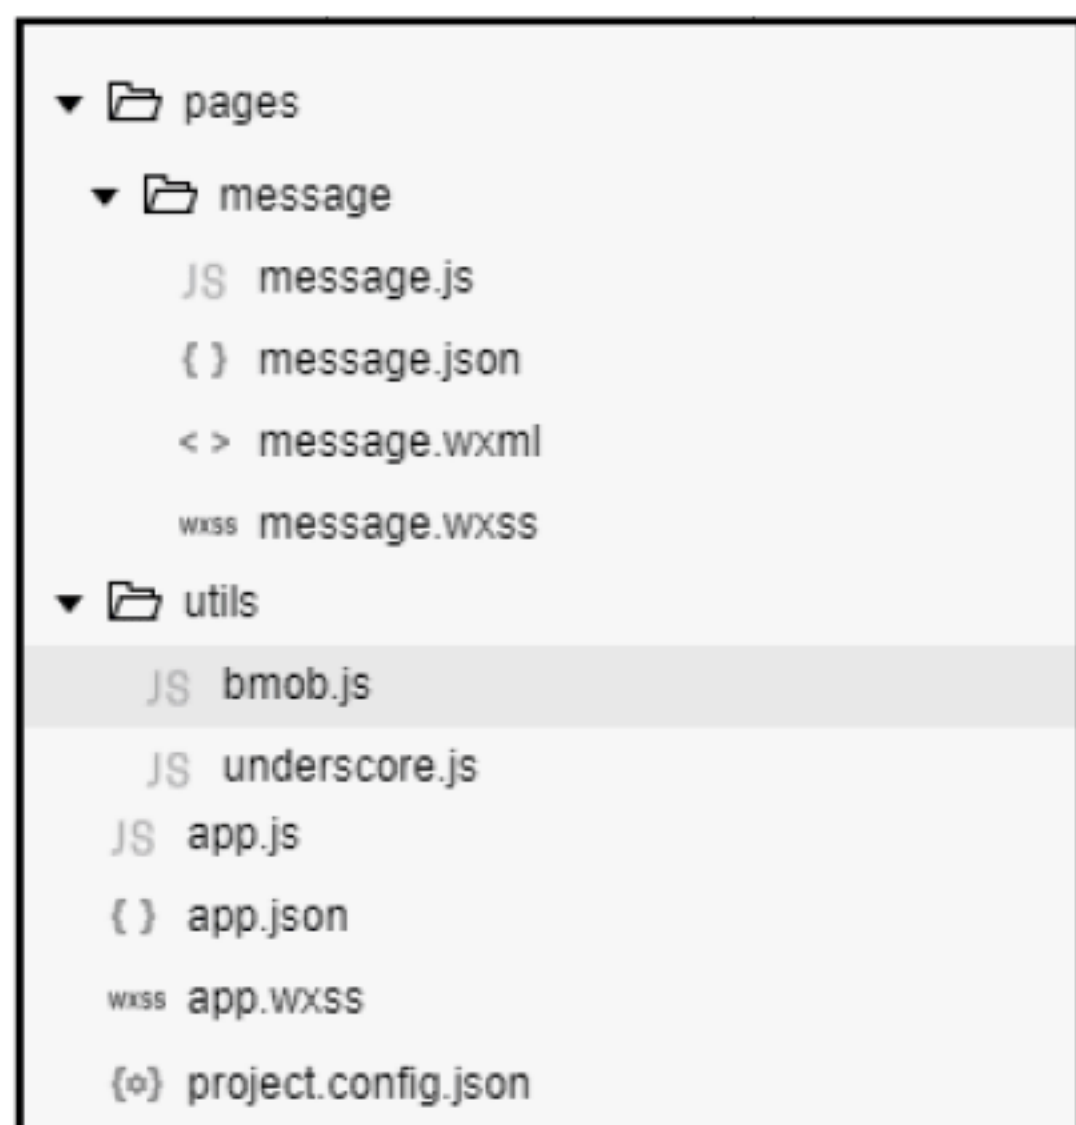 pages
message
JS message.js
{ } message.json
< > message.wxml
wxss message.wxss
utils
JS bmob.js
JS underscore.js
JS app.js
{ } app.json
wxss app.wxss
{o} project.config.json